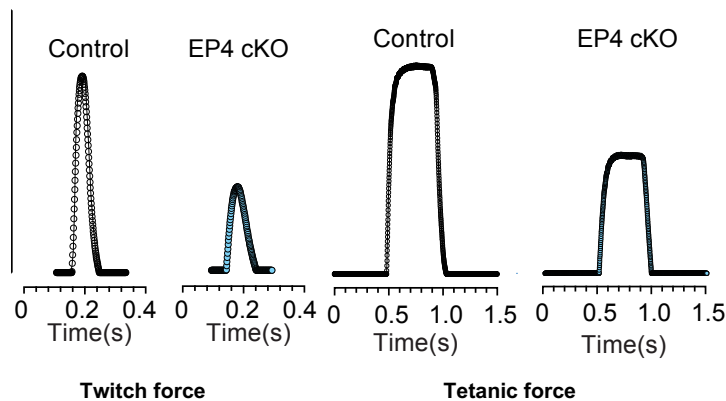 Control
EP4 cKO
Control
EP4 cKO
0 0.2 0.4
Time(s)
0 0.2 0.4
Time(s)
0 0.5 1.0 1.5
Time(s)
0 0.5 1.0 1.5
Time(s)
Twitch force
Tetanic force